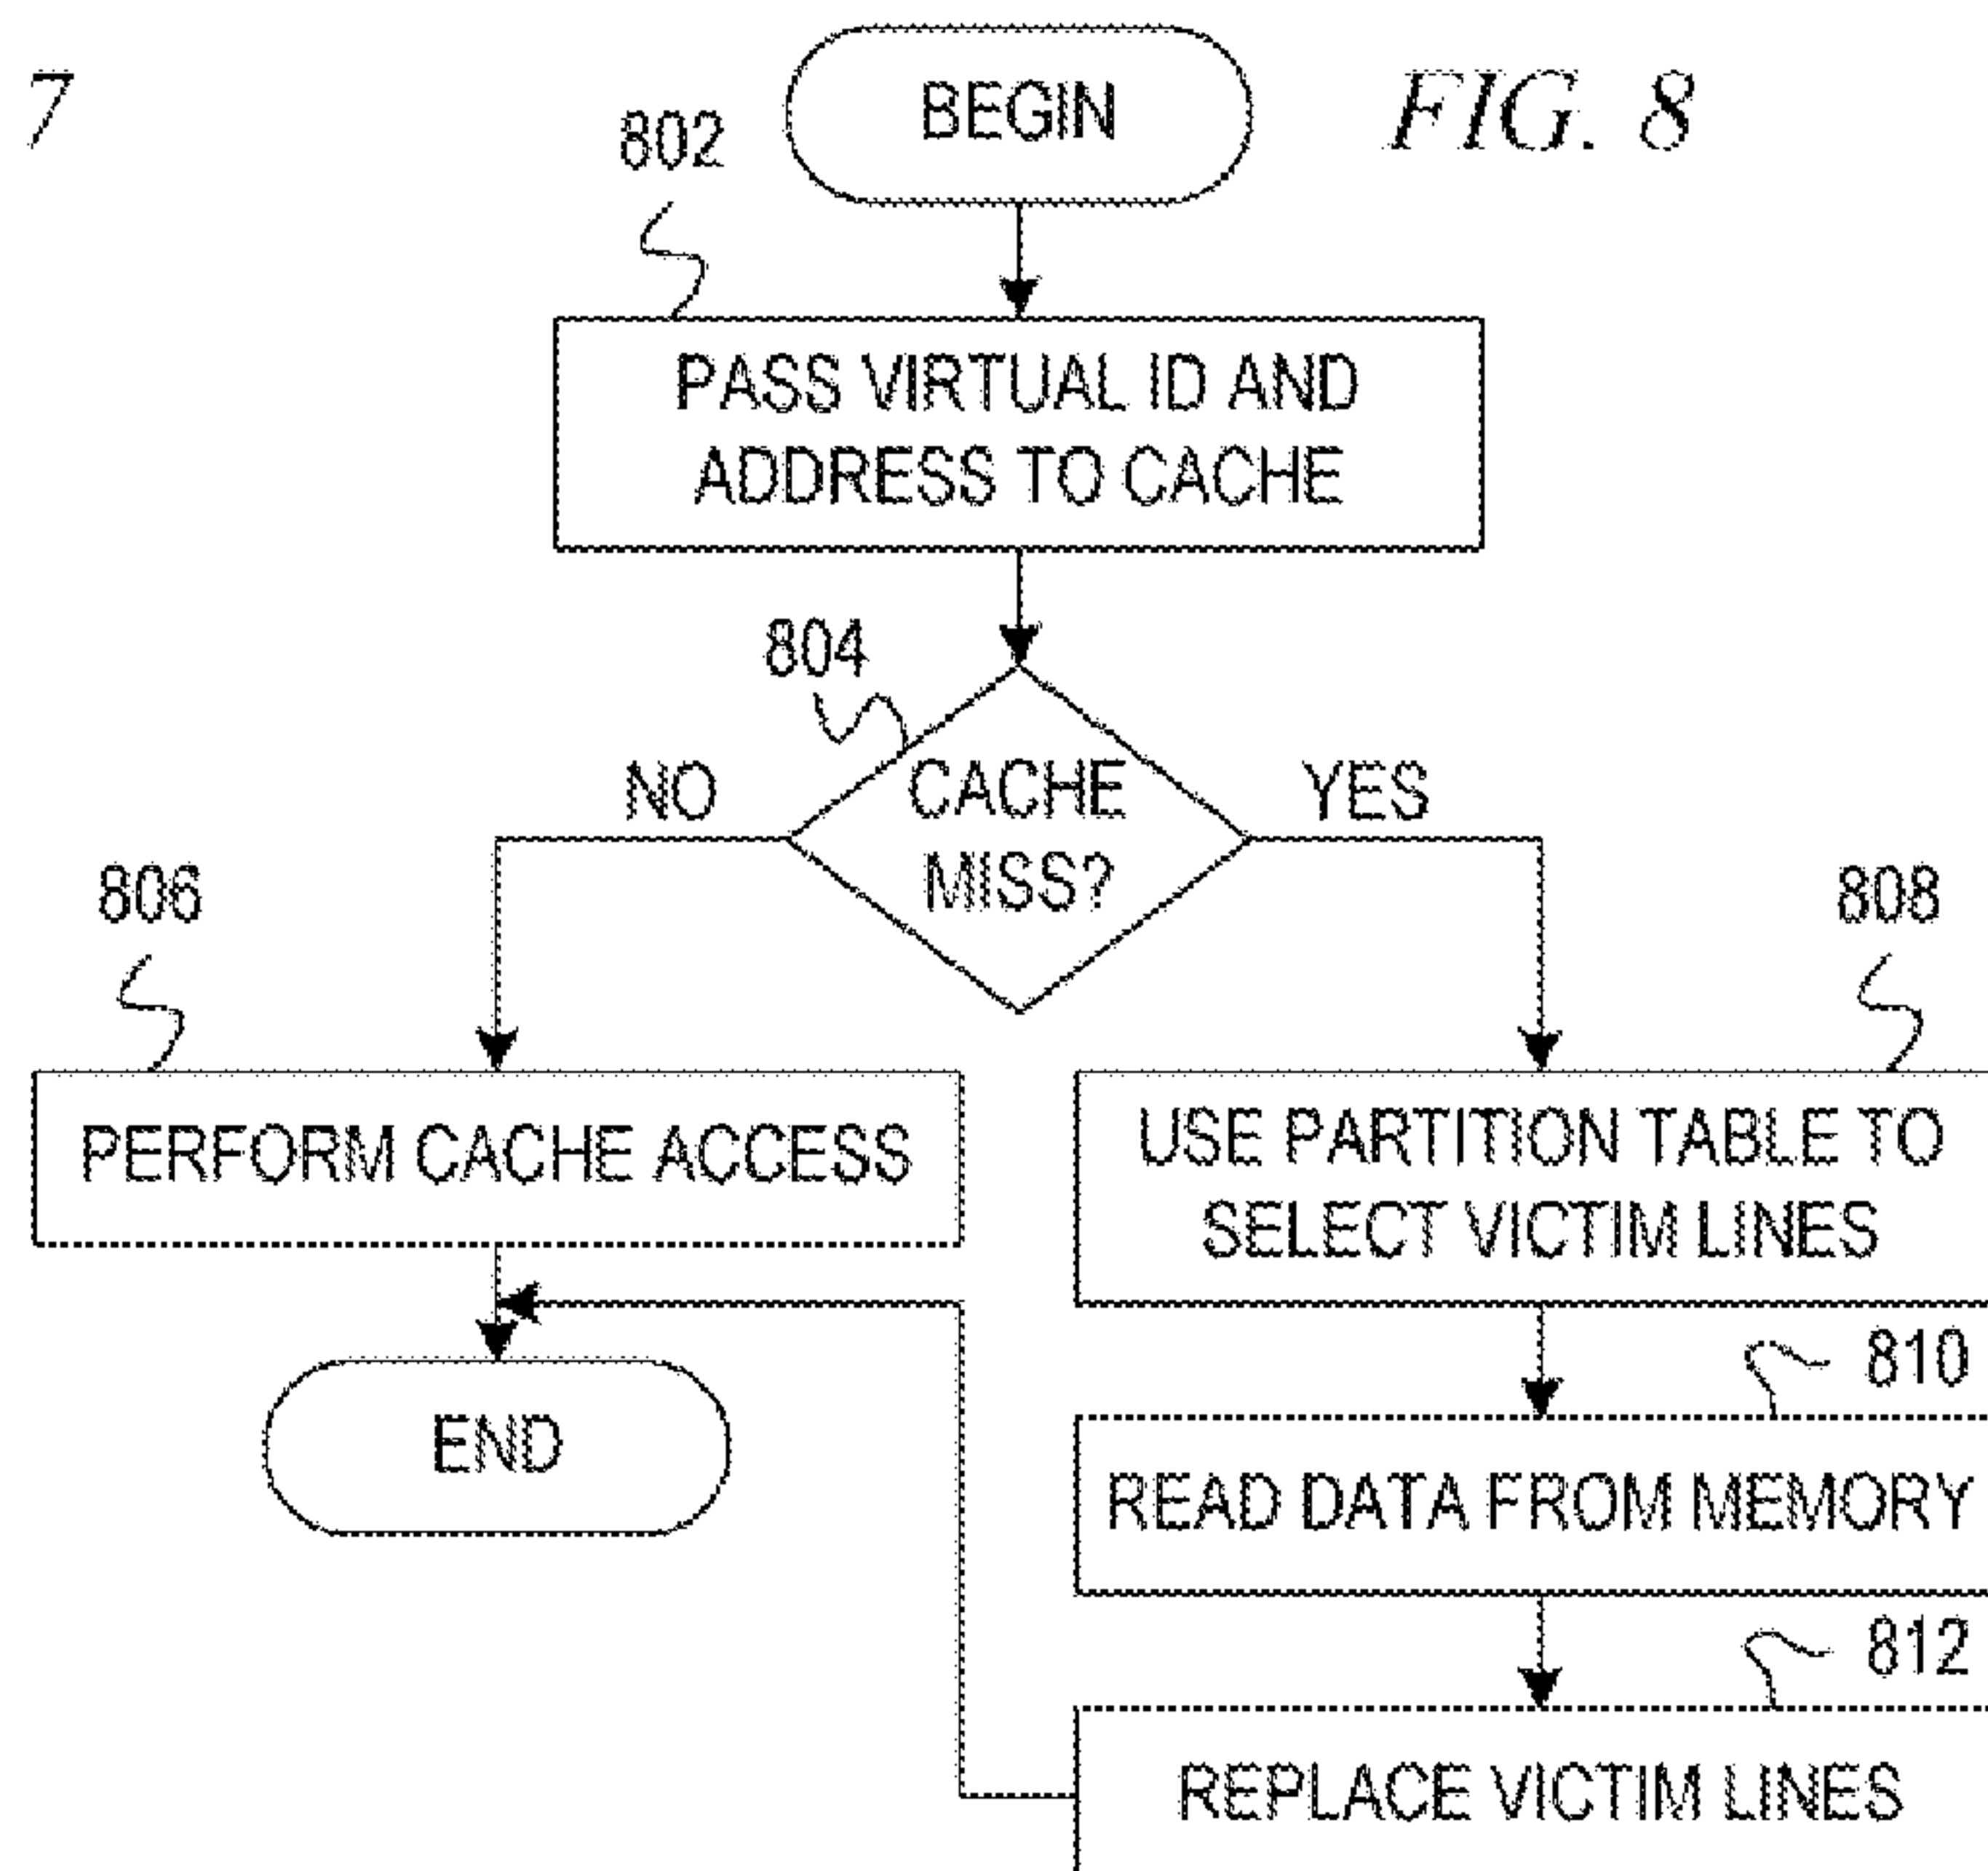 7
BEGIN
FIG. 8
802
PASS VIRTUAL ID AND
ADDRESS TO CACHE
804
CACHE
MISS?
NO
YES
806
808
PERFORM CACHE ACCESS
USE PARTITION TABLE TO
SELECT VICTIM LINES
810
END
READ DATA FROM MEMORY
812
REPLACE VICTIM LINES